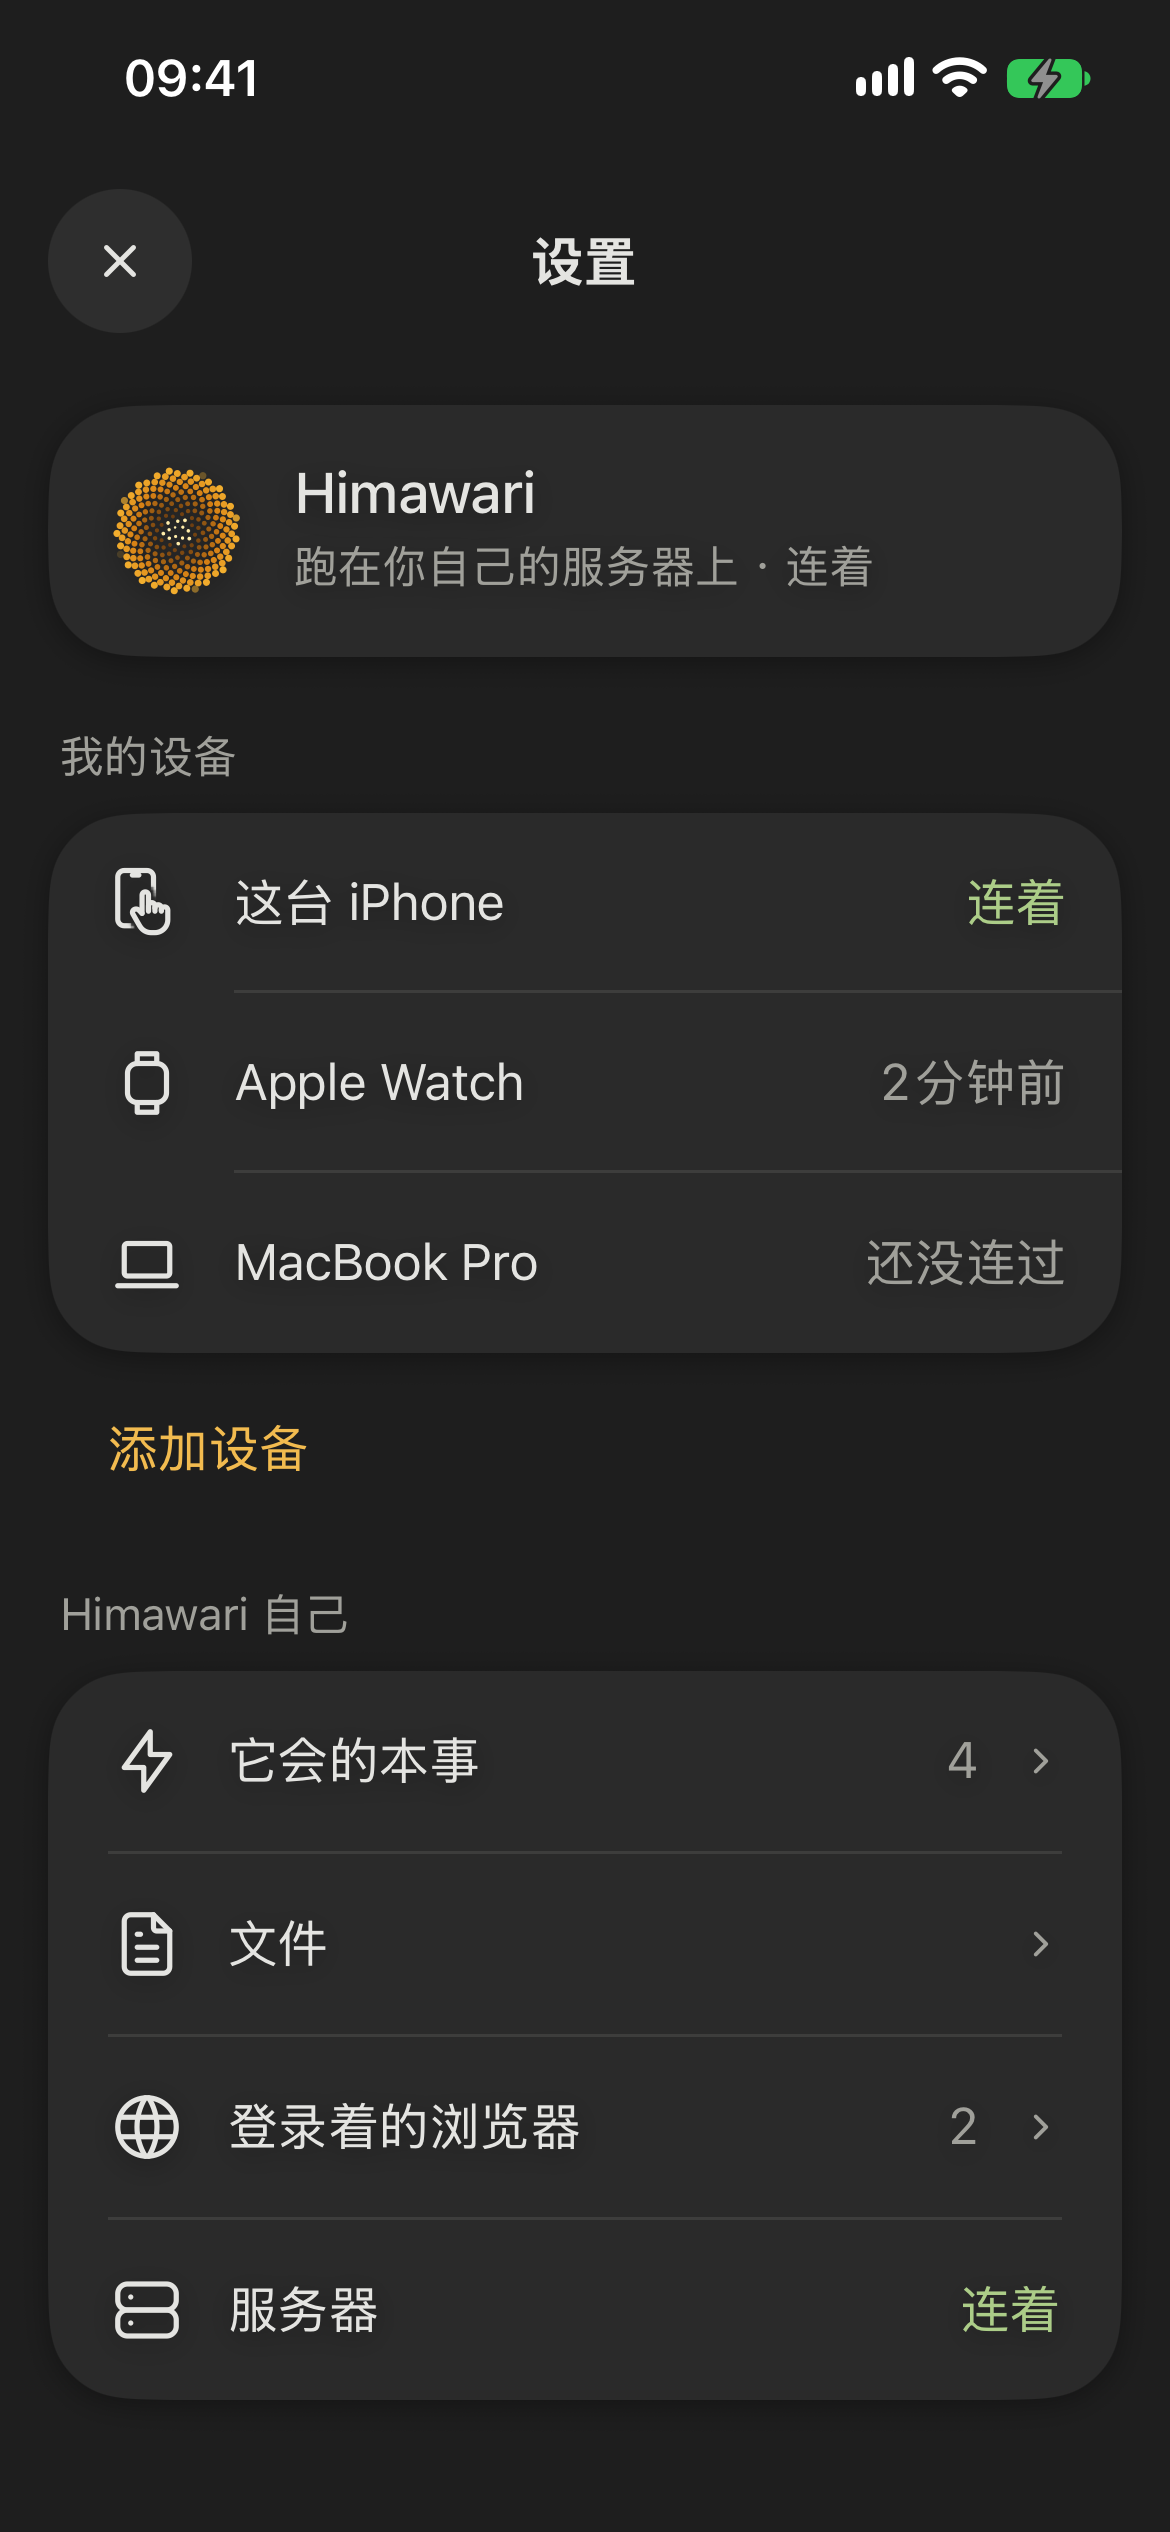 09:41
设置
Himawari
跑在你自己的服务器上 · 连着
我的设备
这台 iPhone 连着
Apple Watch 2分钟前
MacBook Pro 还没连过
添加设备
Himawari 自己
它会的本事 4
文件
登录着的浏览器 2
服务器 连着